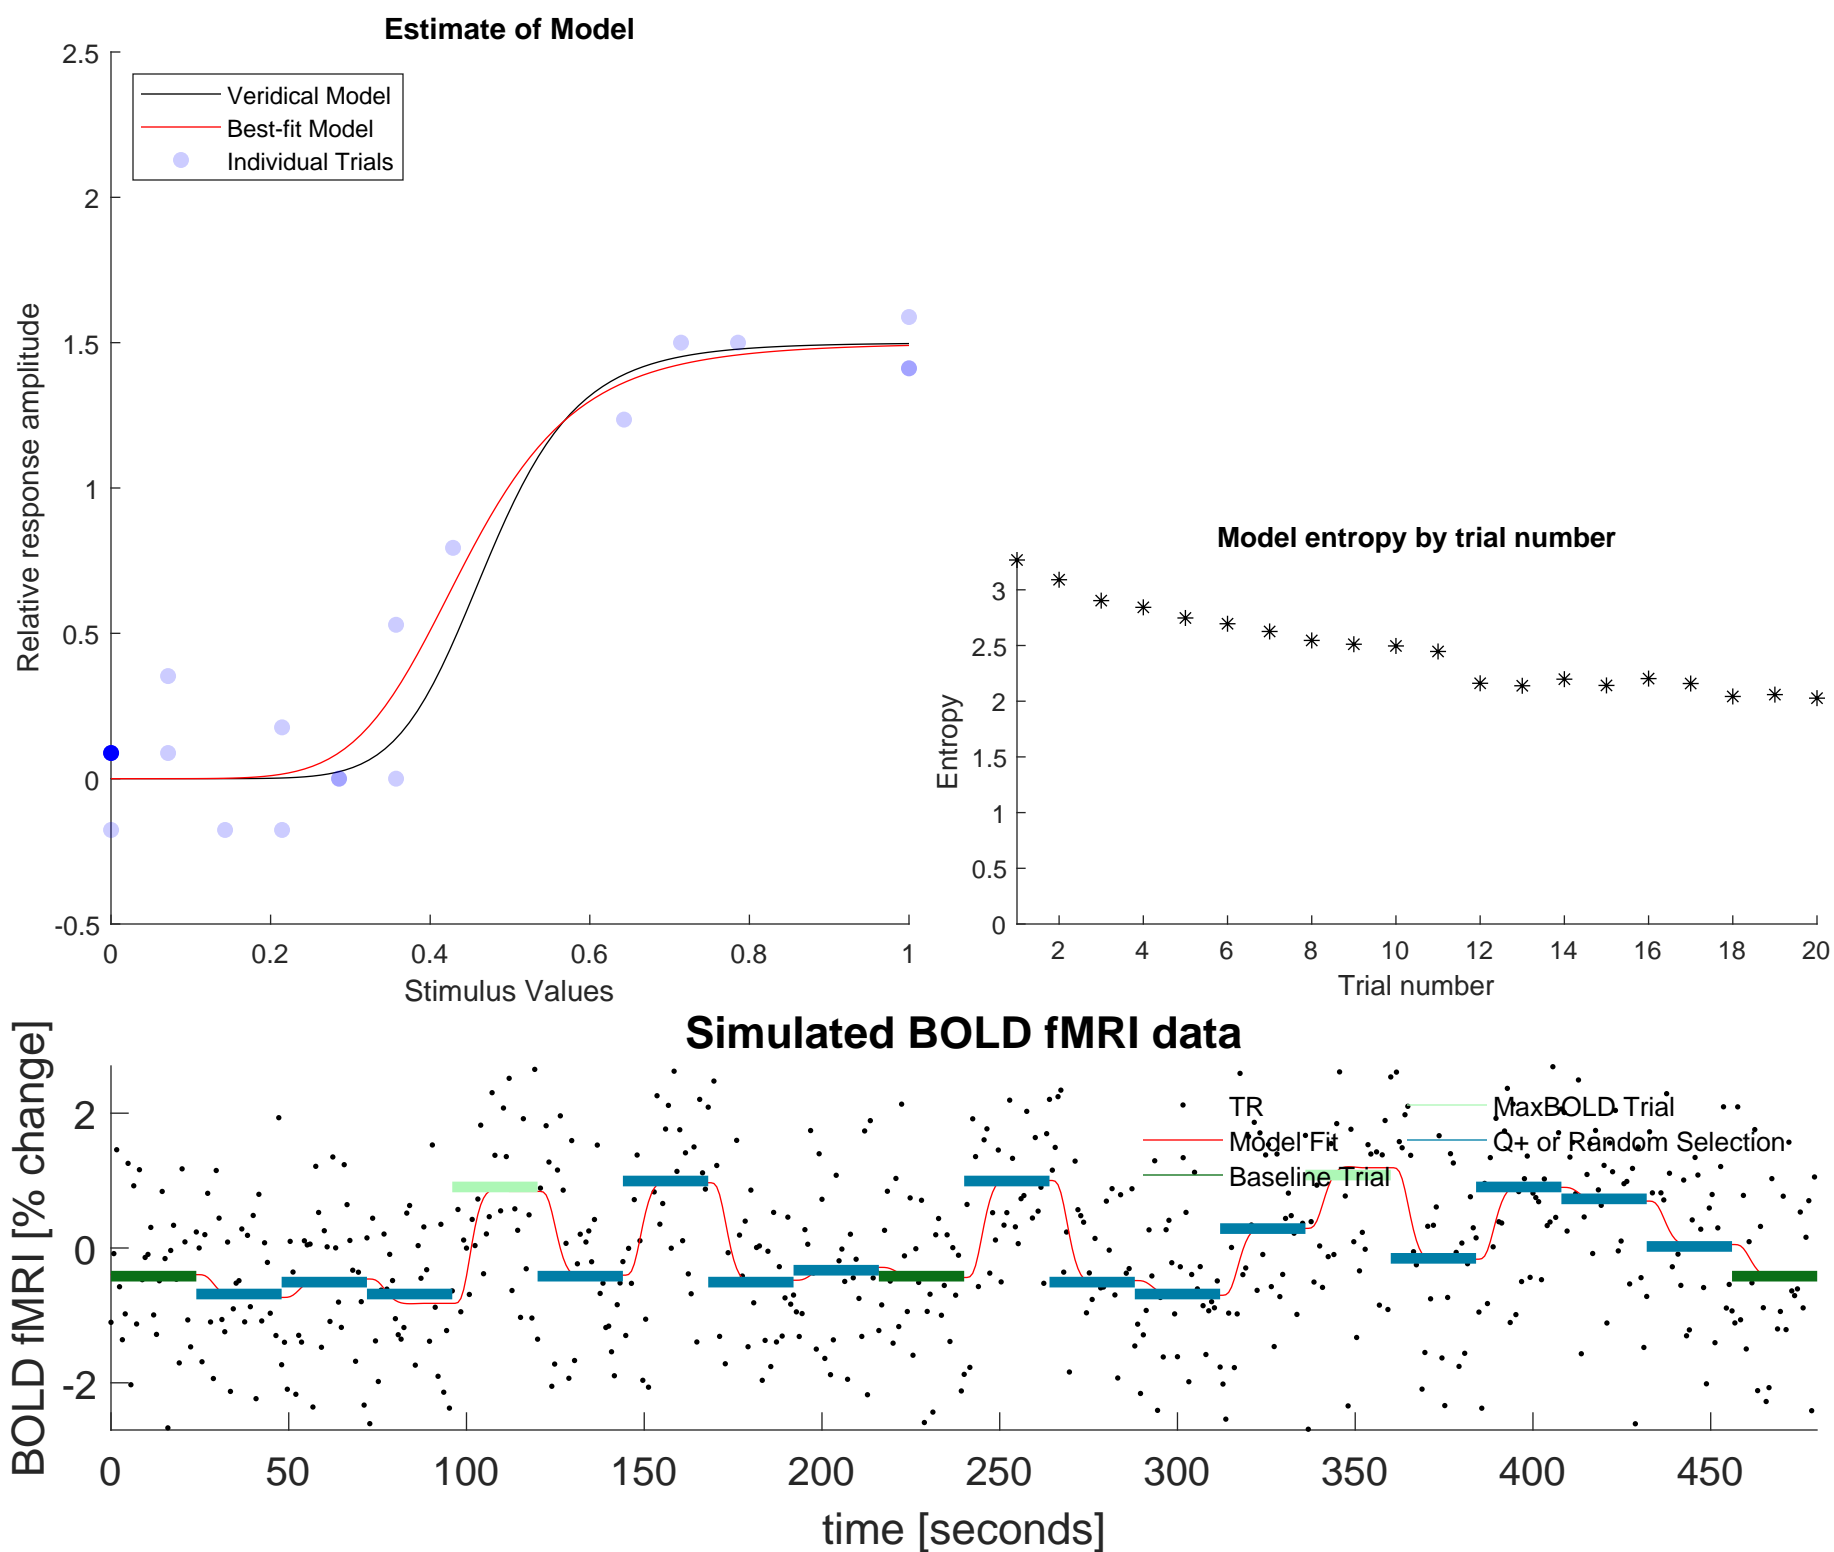 Estimate of Model
2.5
Veridical Model
Best-fit Model
Individual Trials
2
1.5
1
0.5
0
-0.5
Relative response amplitude
0 0.2 0.4 0.6 0.8 1
Stimulus Values
Model entropy by trial number
3
2.5
2
1.5
1
0.5
0
Entropy
2 4 6 8 10 12 14 16 18 20
Trial number
Simulated BOLD fMRI data
BOLD fMRI [% change]
2
0
-2
TR
Model Fit
Baseline Trial
MaxBOLD Trial
Q+ or Random Selection
0 50 100 150 200 250 300 350 400 450
time [seconds]